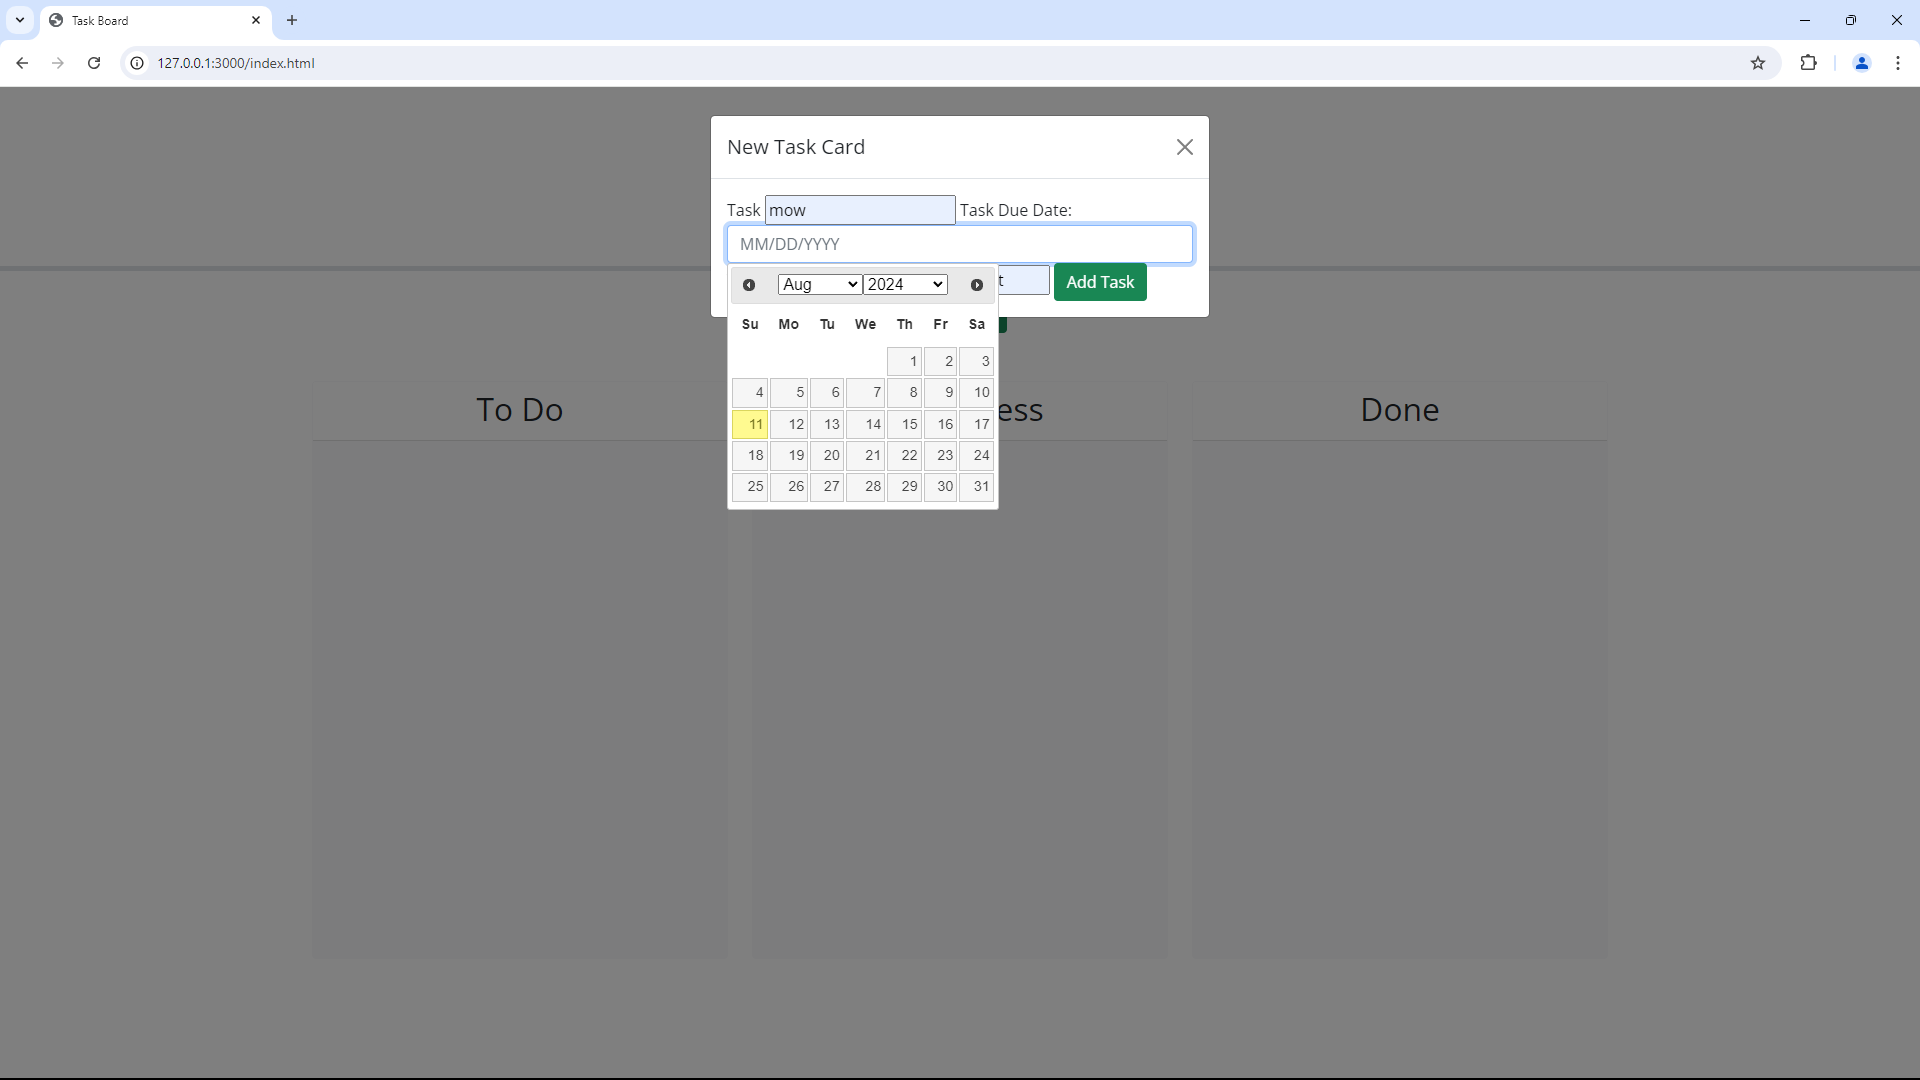 Task Board
127.0.0.1:3000/index.html
New Task Card
Task mow Task Due Date:
MM/DD/YYYY
Aug 2024
t Add Task
Su Mo Tu We Th Fr Sa
1 2 3
4 5 6 7 8 9 10
To Do ess Done
11 12 13 14 15 16 17
18 19 20 21 22 23 24
25 26 27 28 29 30 31